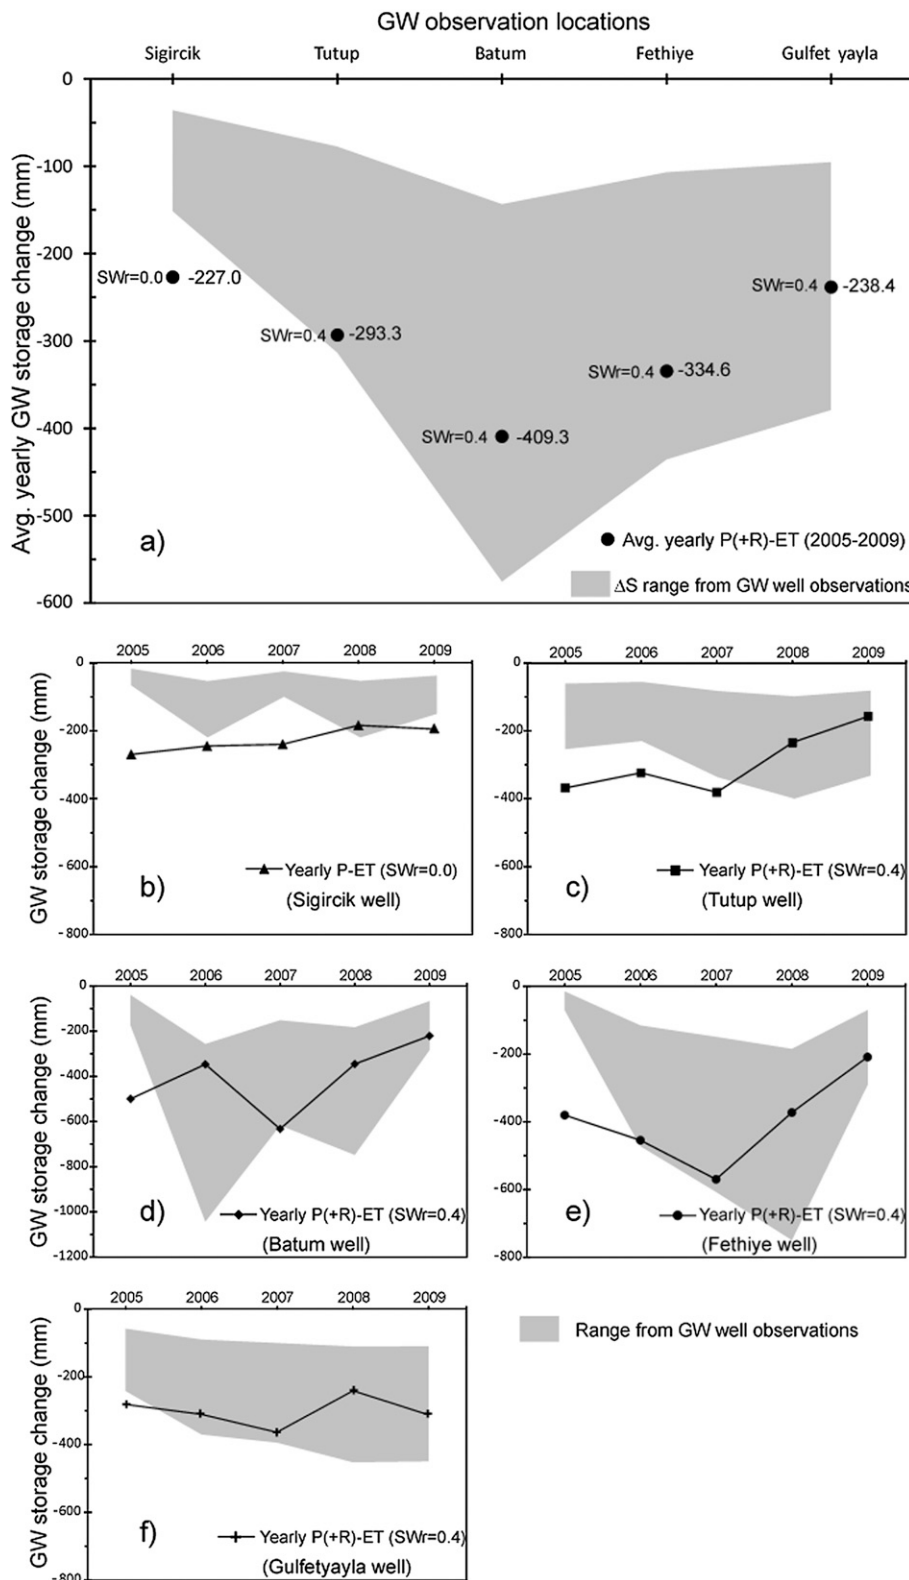 GW observation locations
Sigircik Tutup Batum Fethiye Gulfet yayla
Avg. yearly GW storage change (mm)
0
-100
-200
-300
-400
-500
-600
SWr=0.0 -227.0
SWr=0.4 -293.3
SWr=0.4 -409.3
SWr=0.4 -334.6
SWr=0.4 -238.4
a)
Avg. yearly P(+R)-ET (2005-2009)
ΔS range from GW well observations
2005 2006 2007 2008 2009
GW storage change (mm)
0
-200
-400
-600
-800
b)
Yearly P-ET (SWr=0.0)
(Sigircik well)
2005 2006 2007 2008 2009
0
-200
-400
-600
-800
c)
Yearly P(+R)-ET (SWr=0.4)
(Tutup well)
2005 2006 2007 2008 2009
GW storage change (mm)
0
-200
-400
-600
-800
-1000
-1200
d)
Yearly P(+R)-ET (SWr=0.4)
(Batum well)
2005 2006 2007 2008 2009
0
-200
-400
-600
-800
e)
Yearly P(+R)-ET (SWr=0.4)
(Fethiye well)
2005 2006 2007 2008 2009
GW storage change (mm)
0
-200
-400
-600
-800
f)
Yearly P(+R)-ET (SWr=0.4)
(Gulfetyayla well)
Range from GW well observations